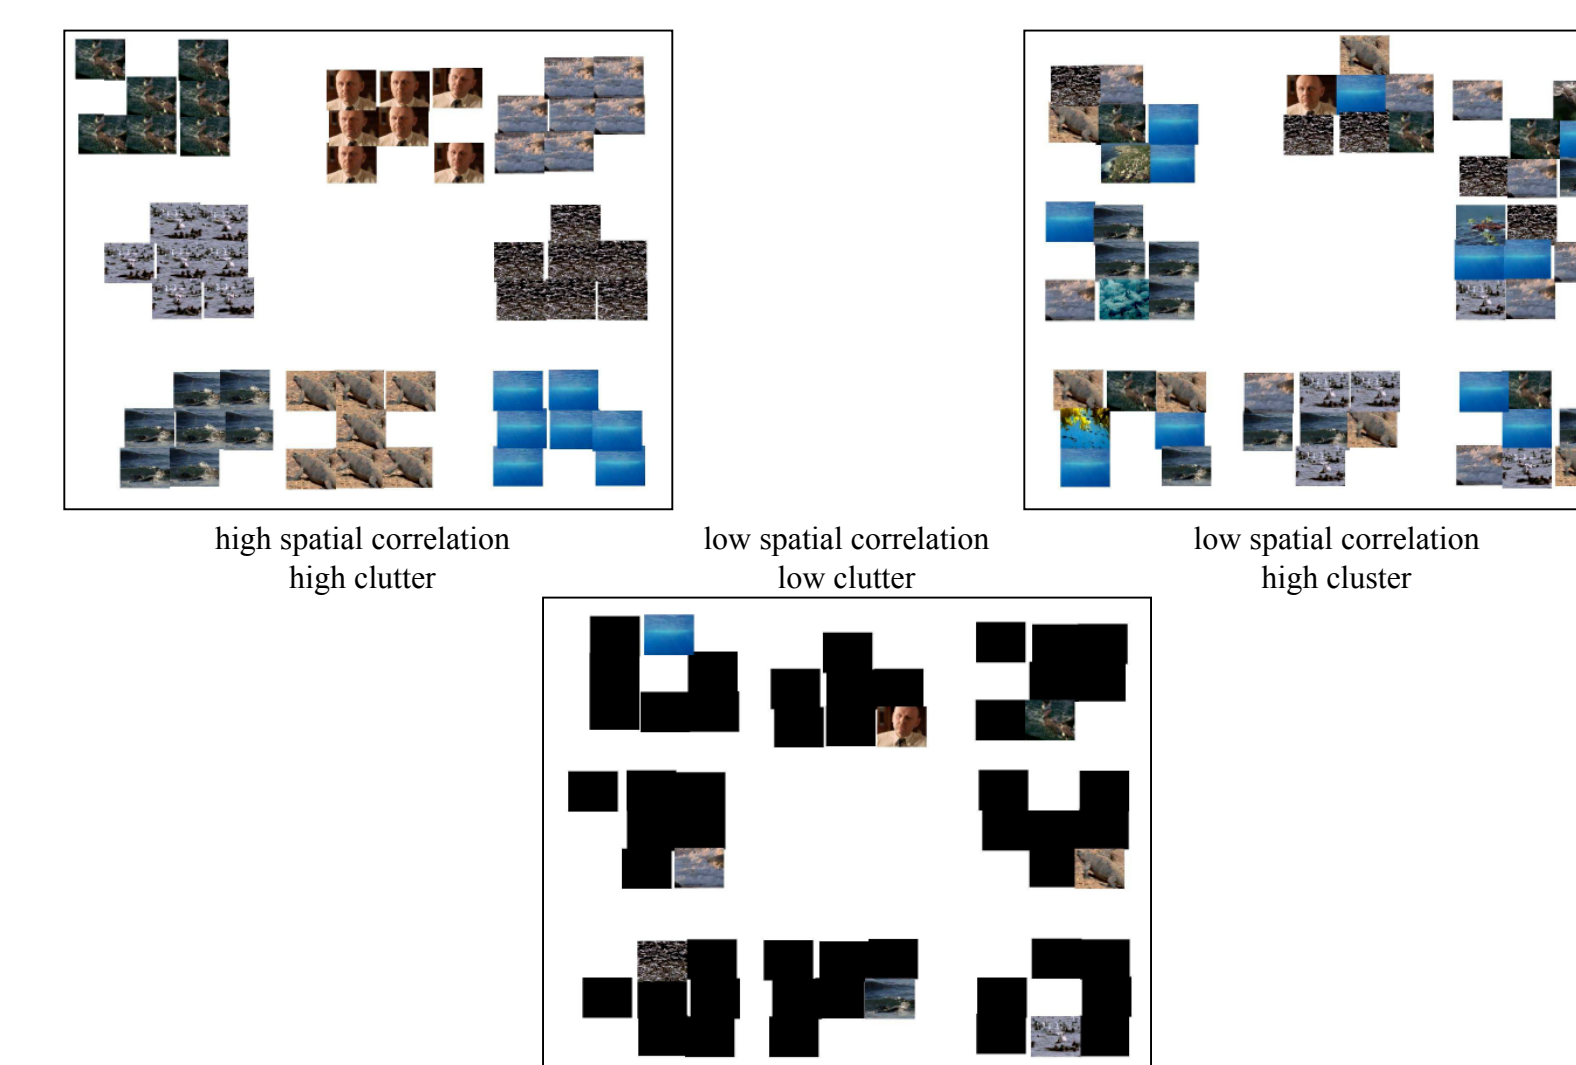 high spatial correlation
high clutter
low spatial correlation
low clutter
low spatial correlation
high cluster